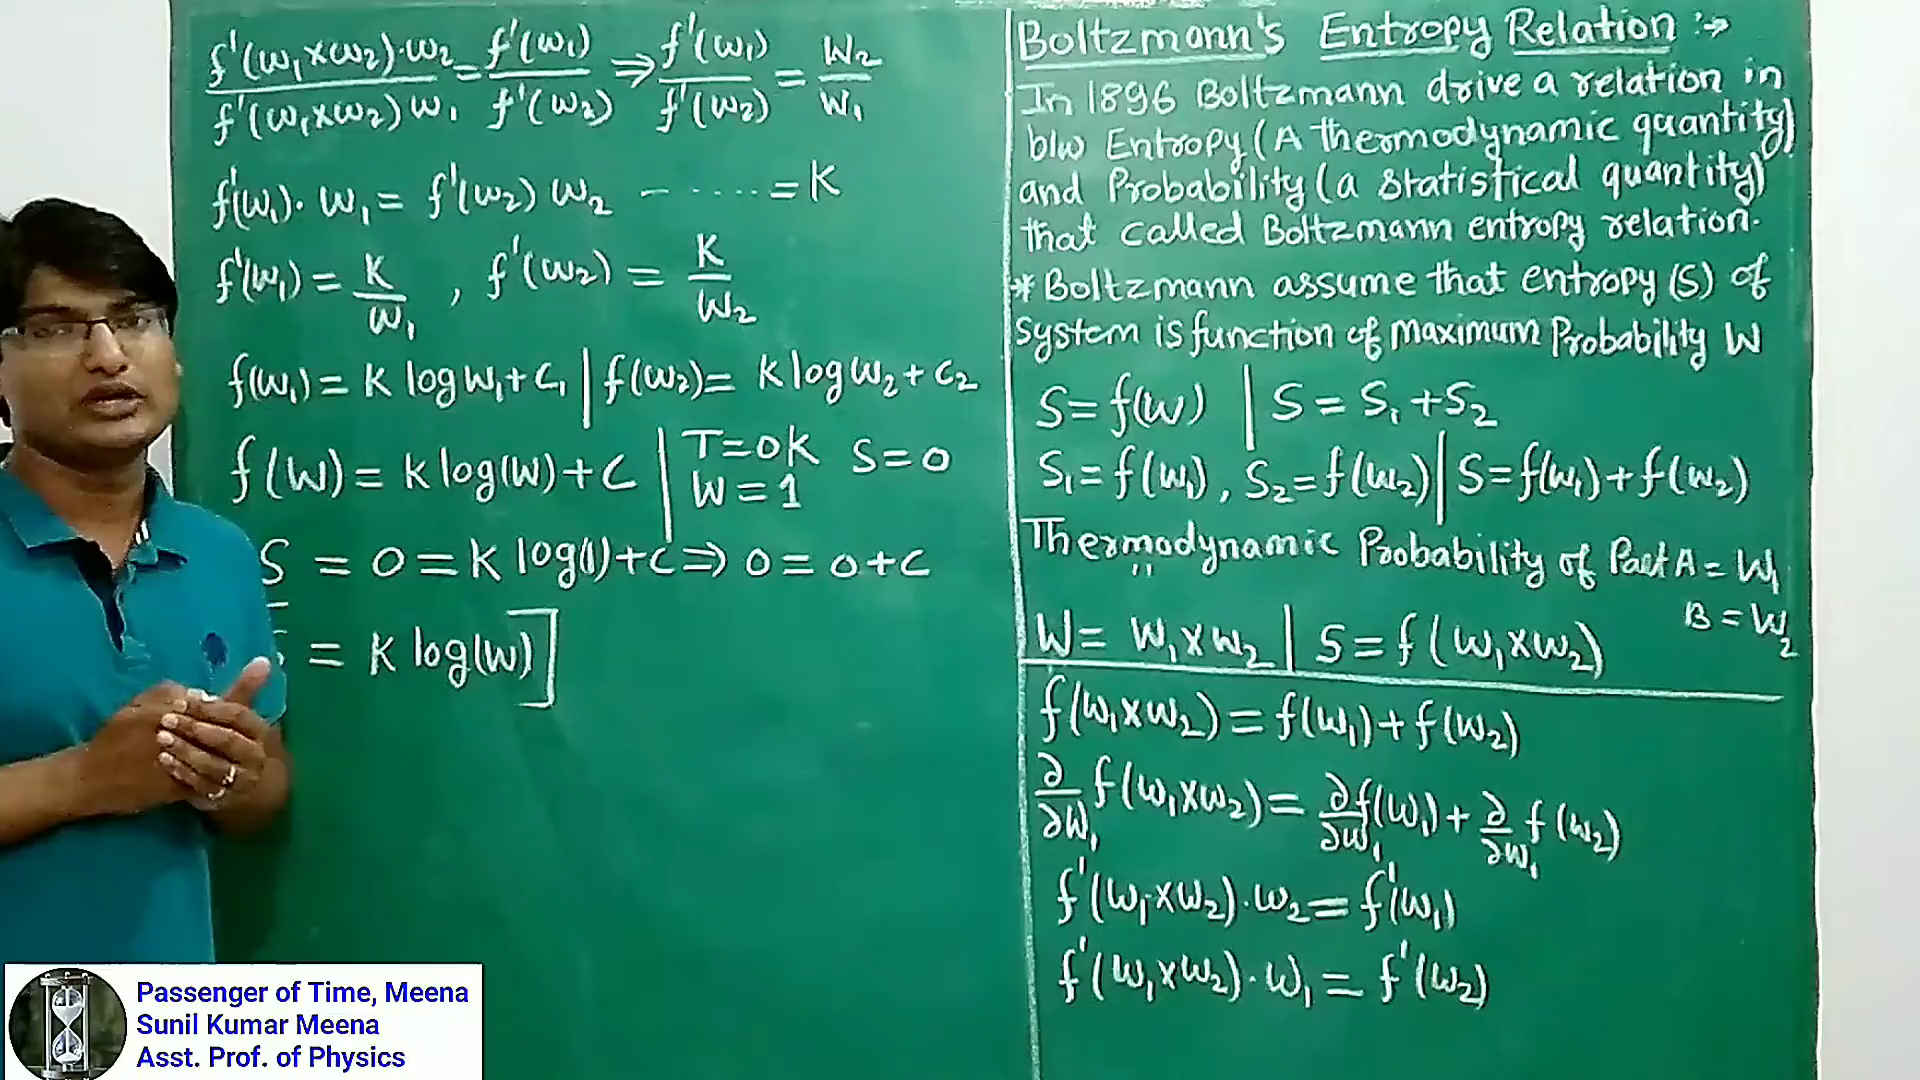 Boltzmann's Entropy Relation :→
In 1896 Boltzmann drive a relation in
b/w Entropy (A thermodynamic quantity)
and Probability (a statistical quantity)
that called Boltzmann entropy relation.
* Boltzmann assume that entropy (S) of
system is function of maximum Probability W
S = f(W) | S = S₁ + S₂
S₁ = f(W₁), S₂ = f(W₂) | S = f(W₁) + f(W₂)
Thermodynamic Probability of Part A = W₁
B = W₂
W = W₁ × W₂ | S = f(W₁×W₂)
f(W₁×W₂) = f(W₁) + f(W₂)
∂/∂W₁ f(W₁×W₂) = ∂/∂W₁ f(W₁) + ∂/∂W₁ f(W₂)
f'(W₁×W₂)·W₂ = f'(W₁)
f'(W₁×W₂)·W₁ = f'(W₂)
f'(W₁×W₂)·W₂ / f'(W₁×W₂) W₁ = f'(W₁) / f'(W₂) ⇒ f'(W₁) / f'(W₂) = W₂ / W₁
f'(W₁)· W₁ = f'(W₂) W₂ - - ····· = K
f'(W₁) = K/W₁ , f'(W₂) = K/W₂
f(W₁) = K log W₁ + C₁ | f(W₂) = K log W₂ + C₂
f(W) = K log(W) + C | T = 0K S = 0
W = 1
S = 0 = K log(1) + C ⇒ 0 = 0 + C
= K log(W)]
Passenger of Time, Meena
Sunil Kumar Meena
Asst. Prof. of Physics